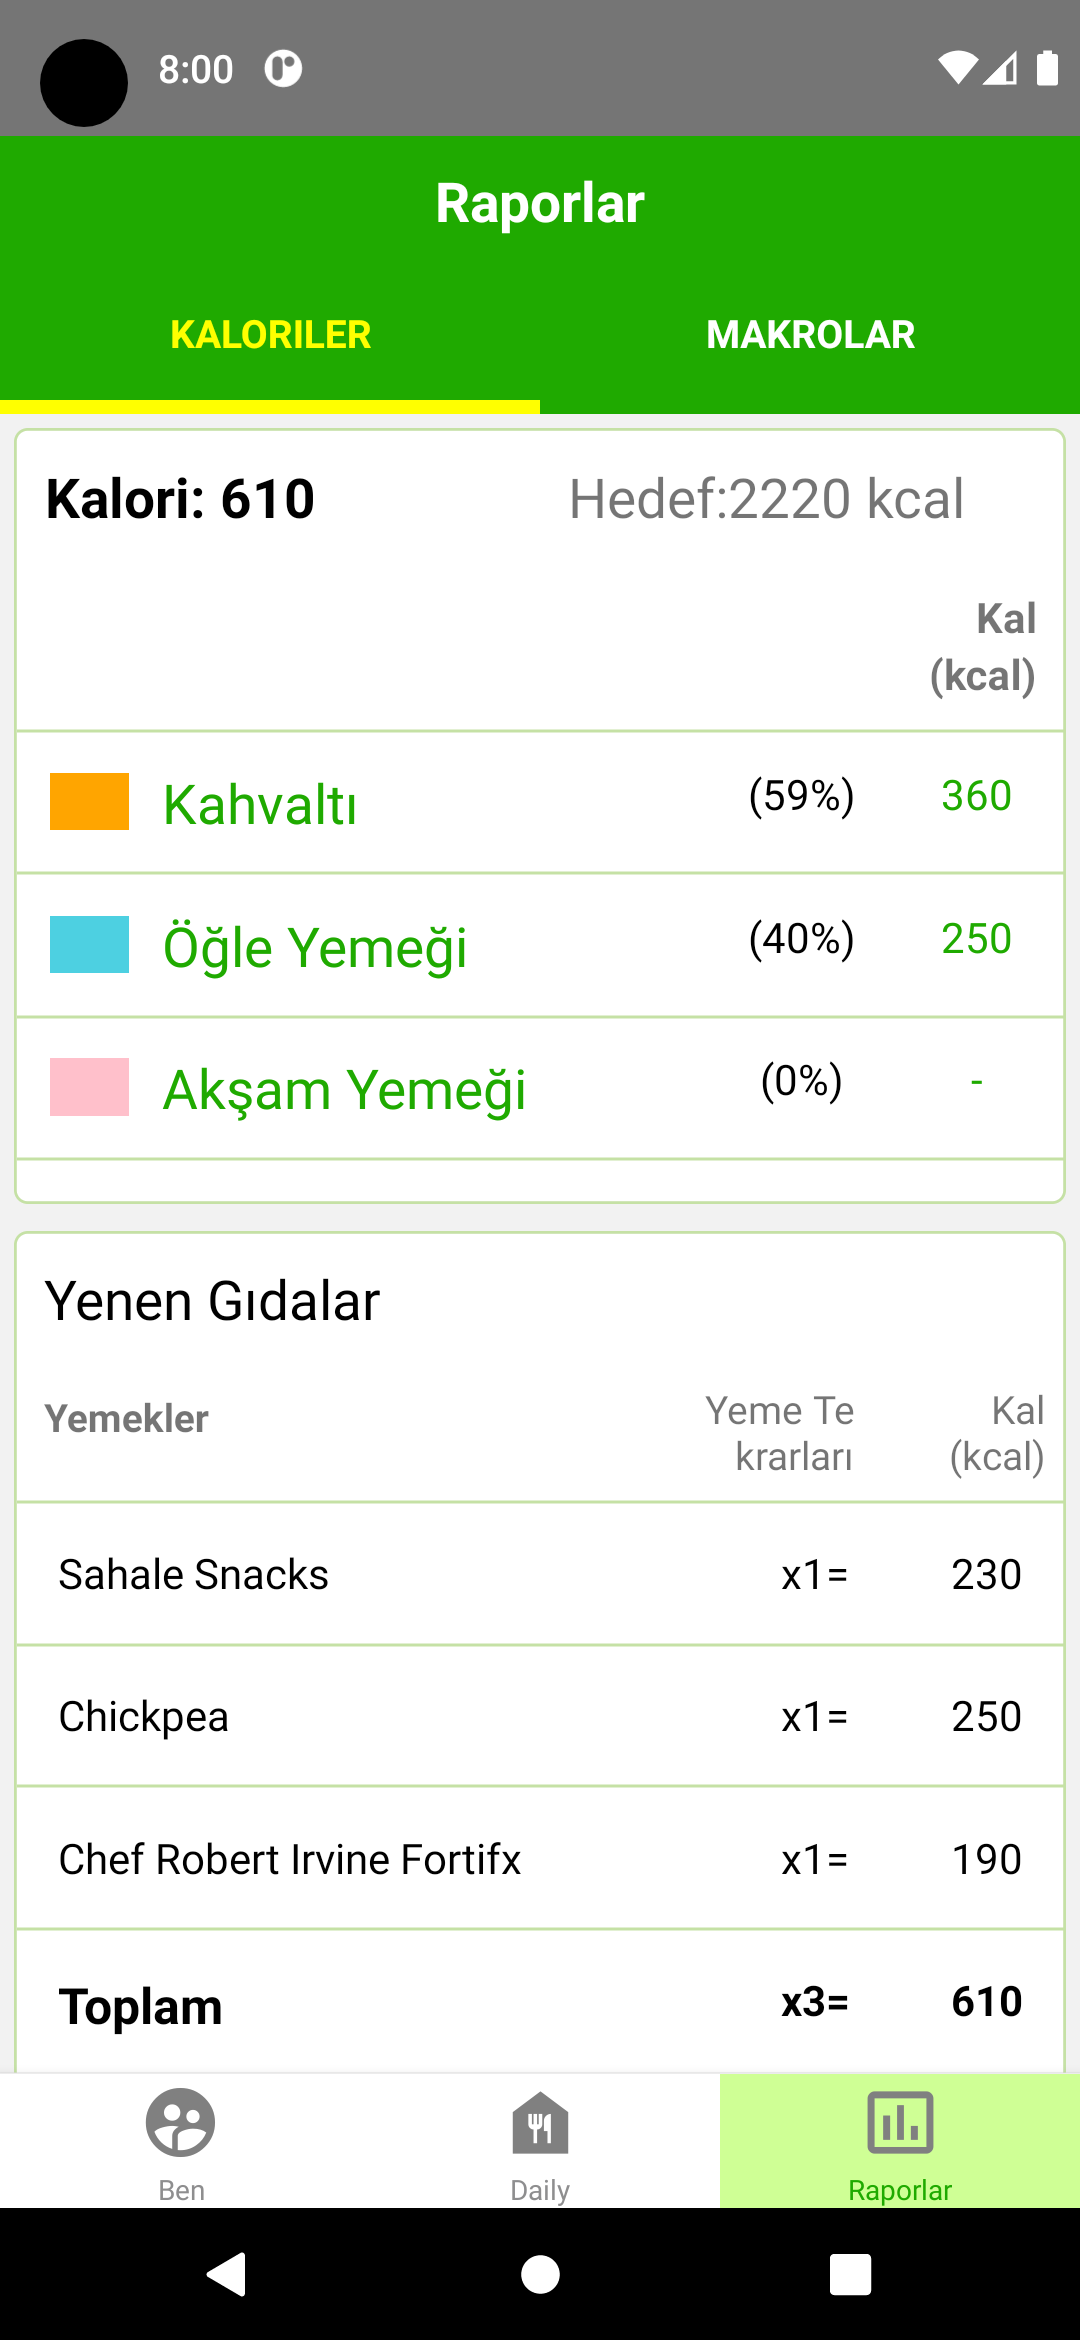 8:00
Raporlar
KALORILER
MAKROLAR
Kalori: 610
Hedef:2220 kcal
Kal
(kcal)
Kahvaltı (59%) 360
Öğle Yemeği (40%) 250
Akşam Yemeği (0%) -
Yenen Gıdalar
Yemekler
Yeme Te
krarları
Kal
(kcal)
Sahale Snacks x1= 230
Chickpea x1= 250
Chef Robert Irvine Fortifx x1= 190
Toplam x3= 610
Ben
Daily
Raporlar